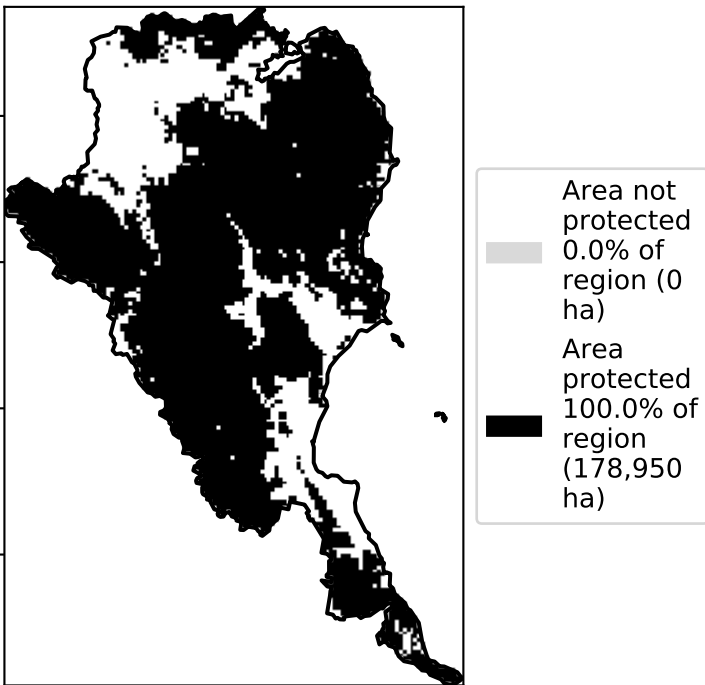 Area not
protected
0.0% of
region (0
ha)
Area
protected
100.0% of
region
(178,950
ha)